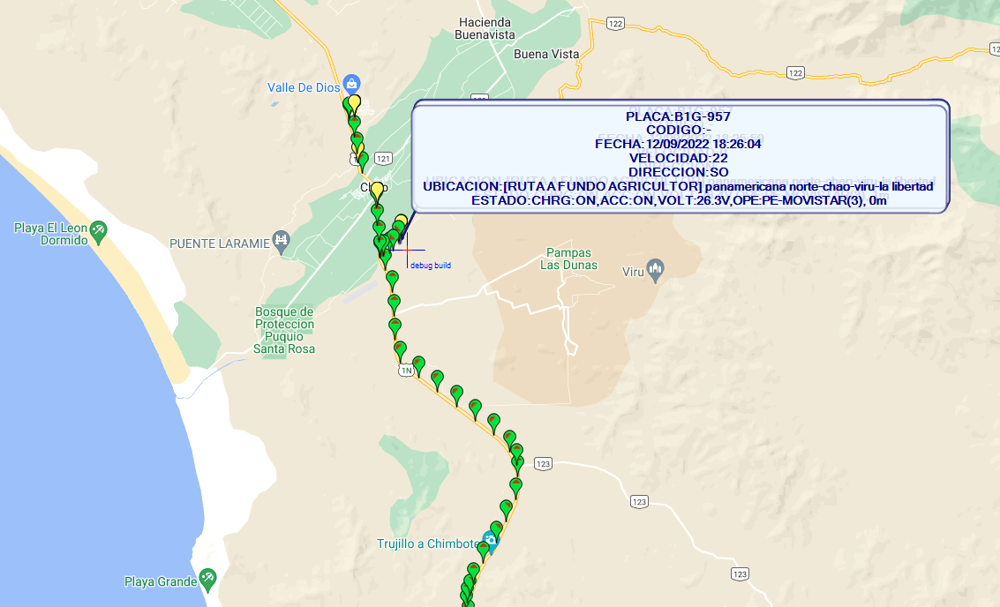 Hacienda
Buenavista
122
Buena Vista
122
Valle De Dios
121
PLACA:B1G-957
CODIGO:-
FECHA:12/09/2022 18:26:04
VELOCIDAD:22
DIRECCION:SO
UBICACION:[RUTA A FUNDO AGRICULTOR] panamericana norte-chao-viru-la libertad
ESTADO:CHRG:ON,ACC:ON,VOLT:26.3V,OPE:PE-MOVISTAR(3), 0m
Playa El Leon
Dormido
PUENTE LARAMIE
debug build
Pampas
Las Dunas
Viru
Bosque de
Proteccion
Puquio
Santa Rosa
1N
123
123
Trujillo a Chimbote
123
Playa Grande